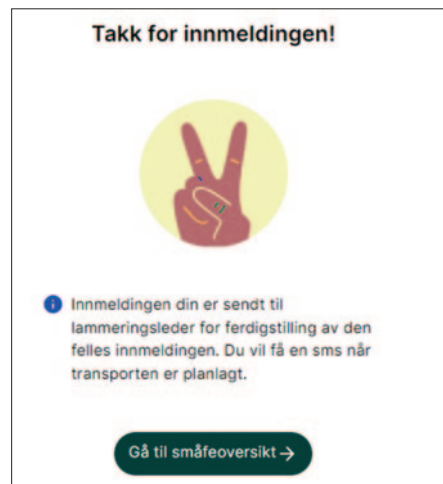 Takk for innmeldingen!
Innmeldingen din er sendt til
lammeringsleder for ferdigstilling av den
felles innmeldingen. Du vil få en sms når
transporten er planlagt.
Gå til småfeoversikt →